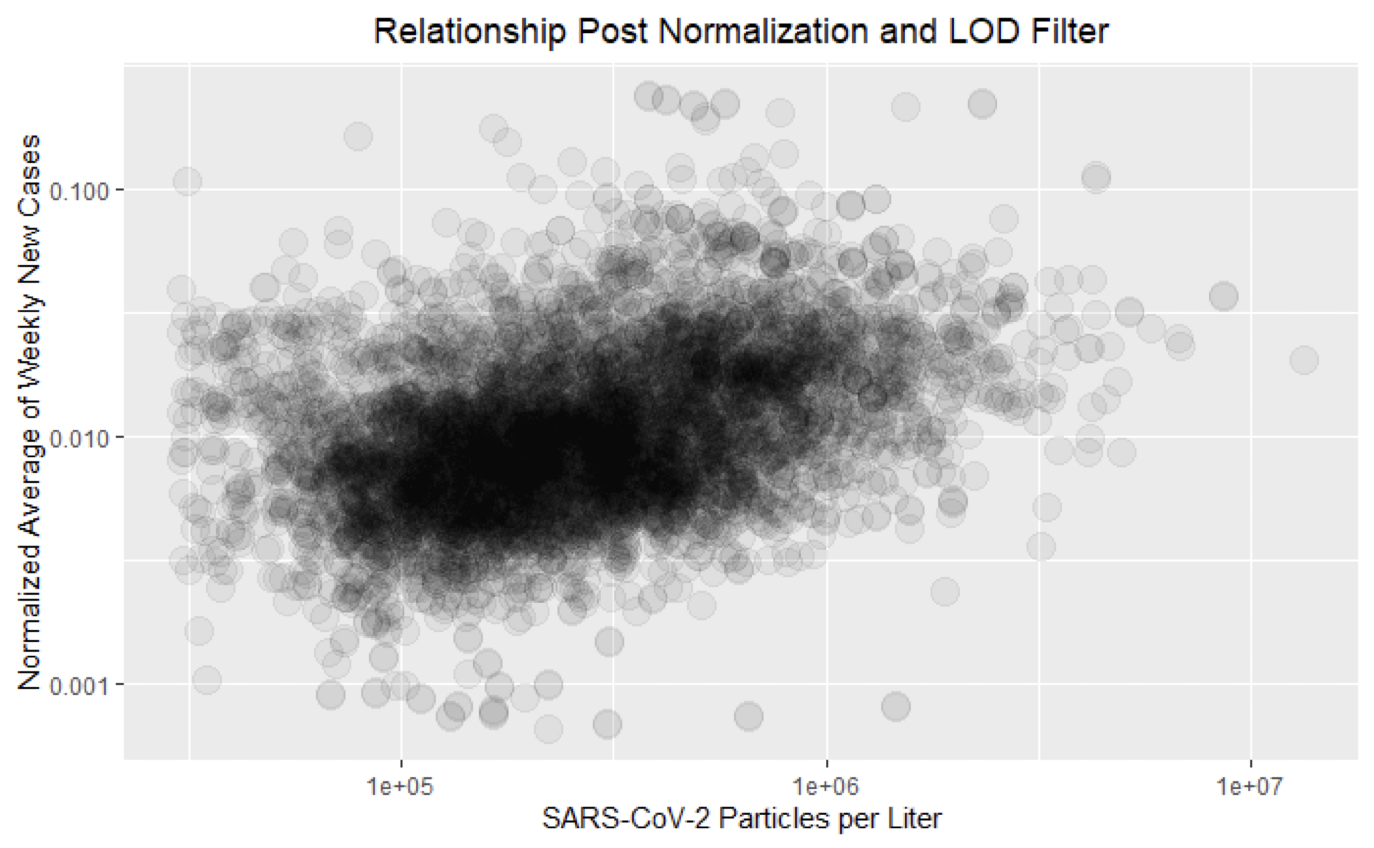 Relationship Post Normalization and LOD Filter
Normalized Average of Weekly New Cases
0.100
0.010
0.001
1e+05
1e+06
1e+07
SARS-CoV-2 Particles per Liter